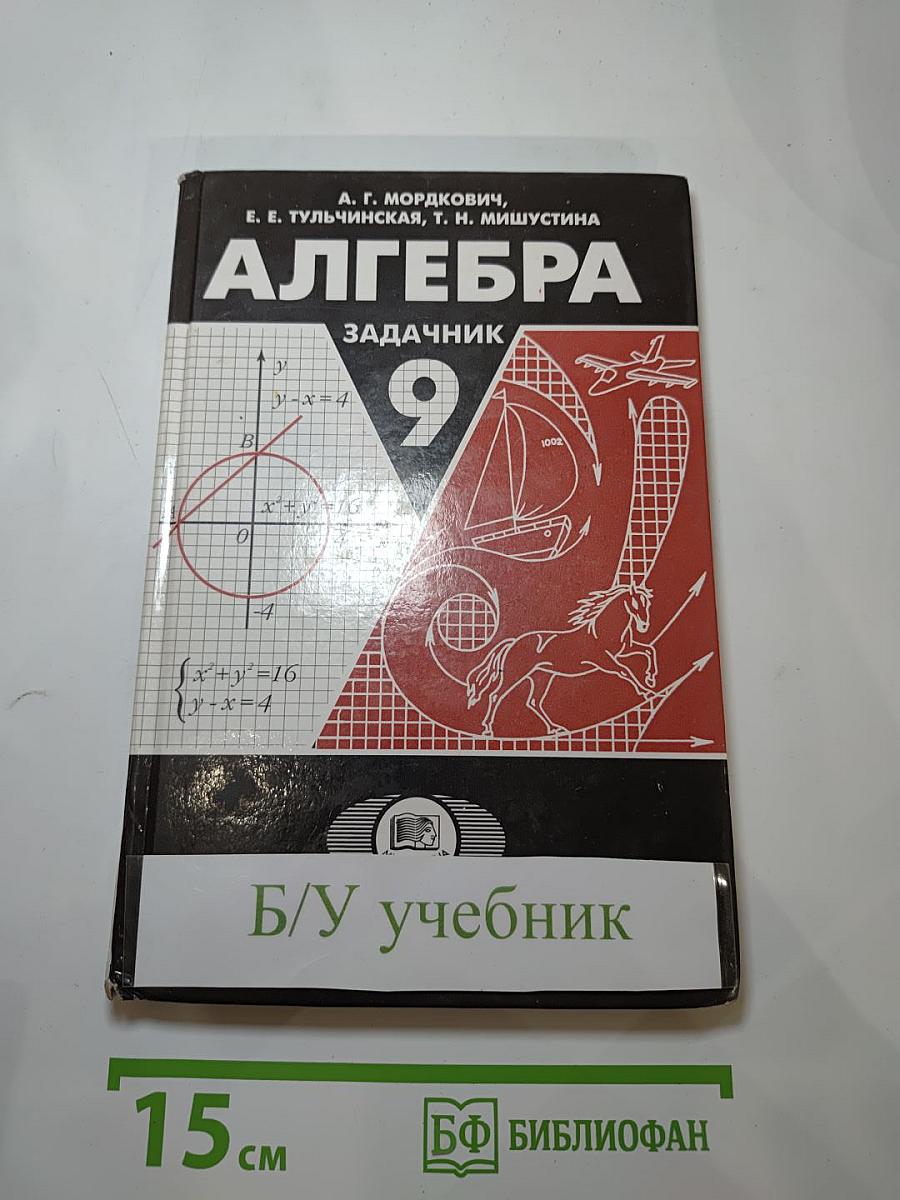 А. Г. МОРДКОВИЧ,
Е. Е. ТУЛЬЧИНСКАЯ, Т. Н. МИШУСТИНА
АЛГЕБРА
ЗАДАЧНИК
9
y
y - x = 4
B
x² + y² = 16
0
-4
x² + y² = 16
y - x = 4
1002
Б/У учебник
15 см
БФ БИБЛИОФАН